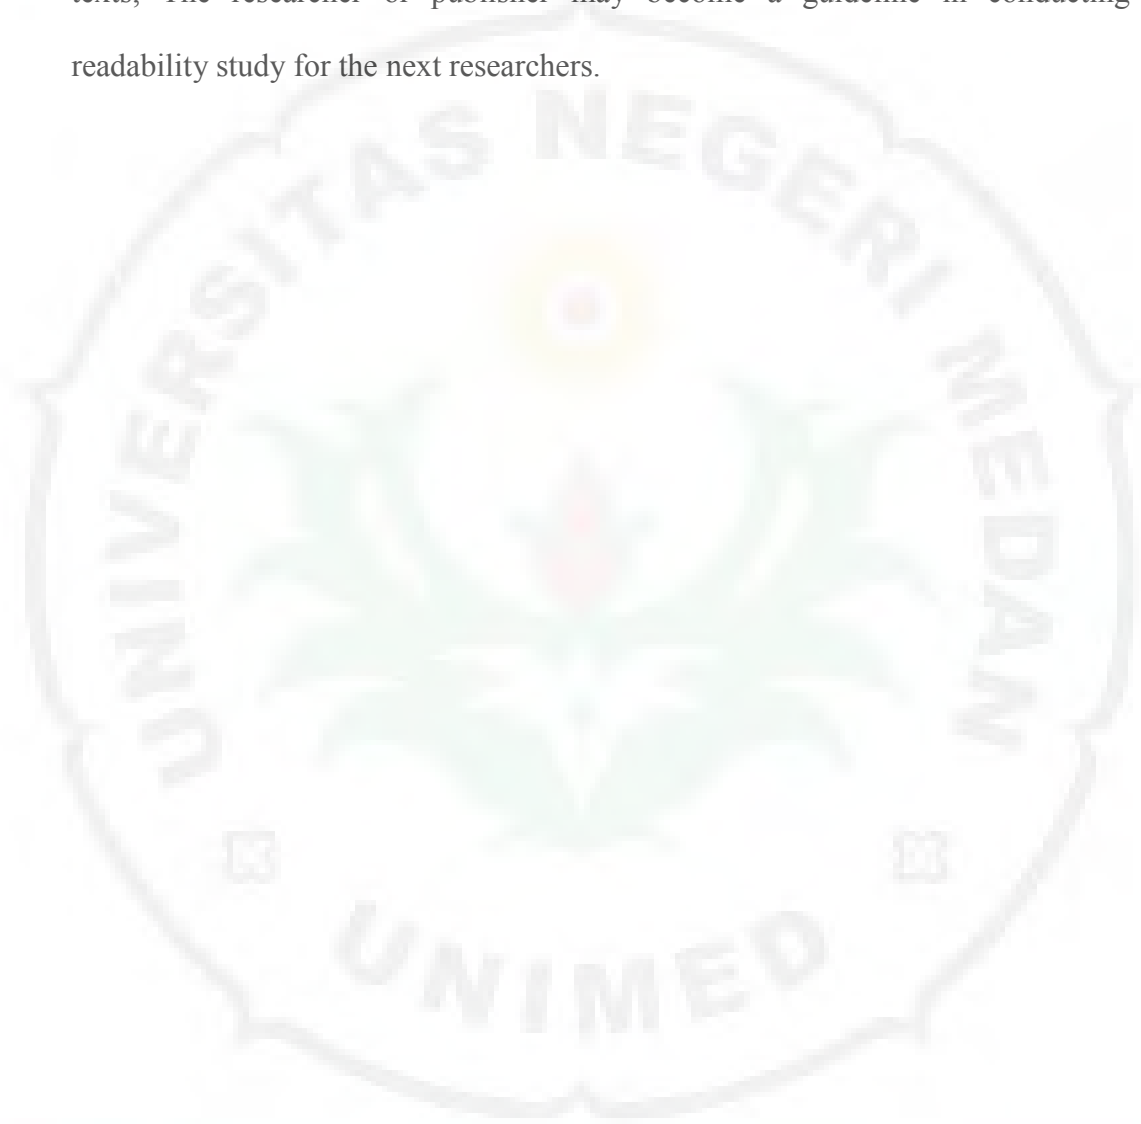 texts; The researcher or publisher may become a guideline in conducting
readability study for the next researchers.
UNIVERSITAS NEGERI MEDAN
UNIMED